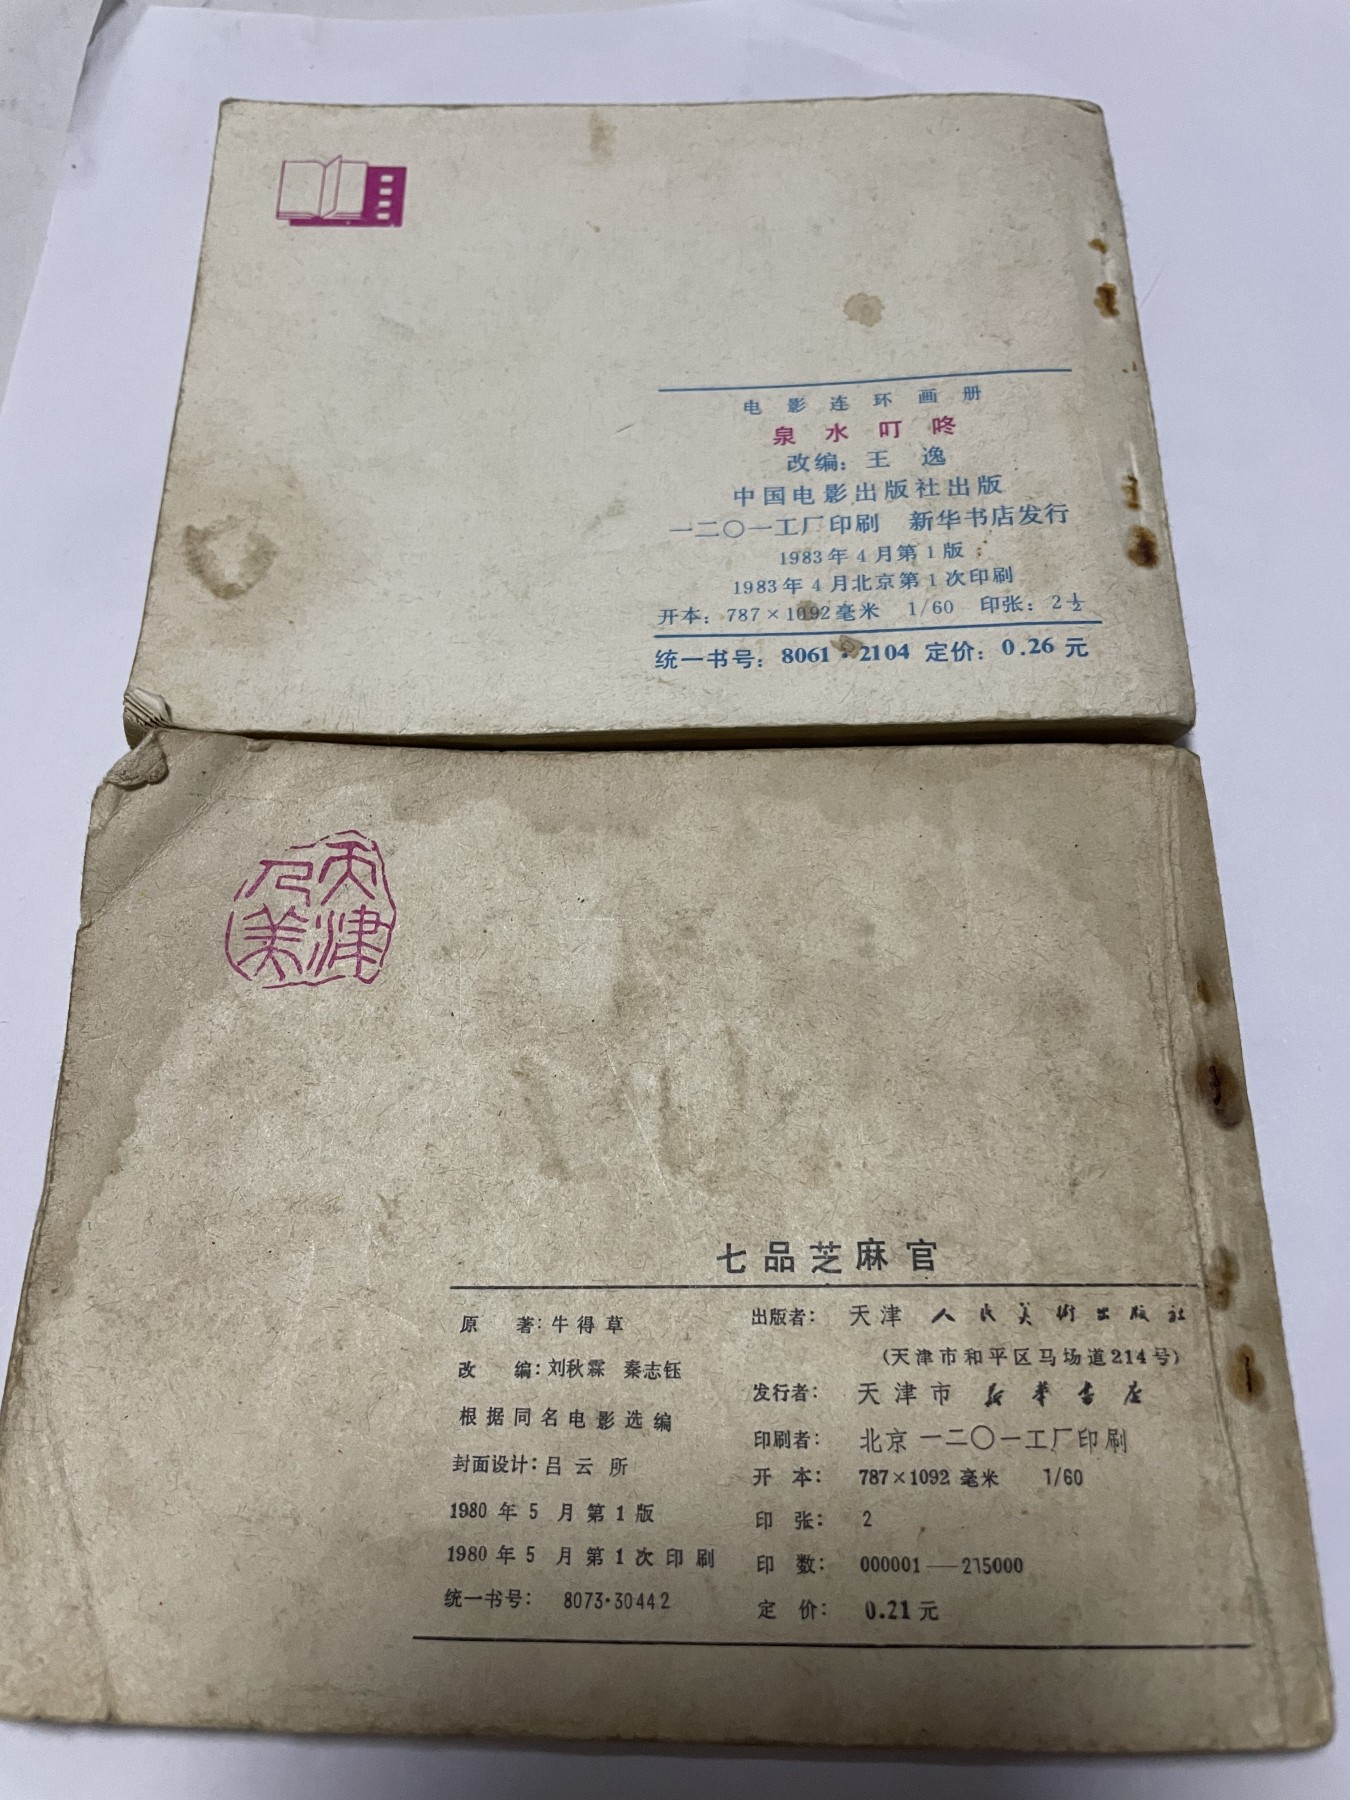 电影连环画册
泉水叮咚
改编：王 逸
中国电影出版社出版
一二〇一工厂印刷 新华书店发行
1983年4月第1版
1983年4月北京第1次印刷
开本：787×1092毫米 1/60 印张：2½
统一书号：8061·2104 定价：0.26元
天津
人美
七品芝麻官
原 著：牛得草
改 编：刘秋霖 秦志钰
根据同名电影选编
封面设计：吕云所
1980年5月第1版
1980年5月第1次印刷
统一书号：8073·30442
出版者：天津人民美术出版社
（天津市和平区马场道214号）
发行者：天津市新华书店
印刷者：北京一二〇一工厂印刷
开 本：787×1092毫米 1/60
印 张：2
印 数：000001—215000
定 价：0.21元